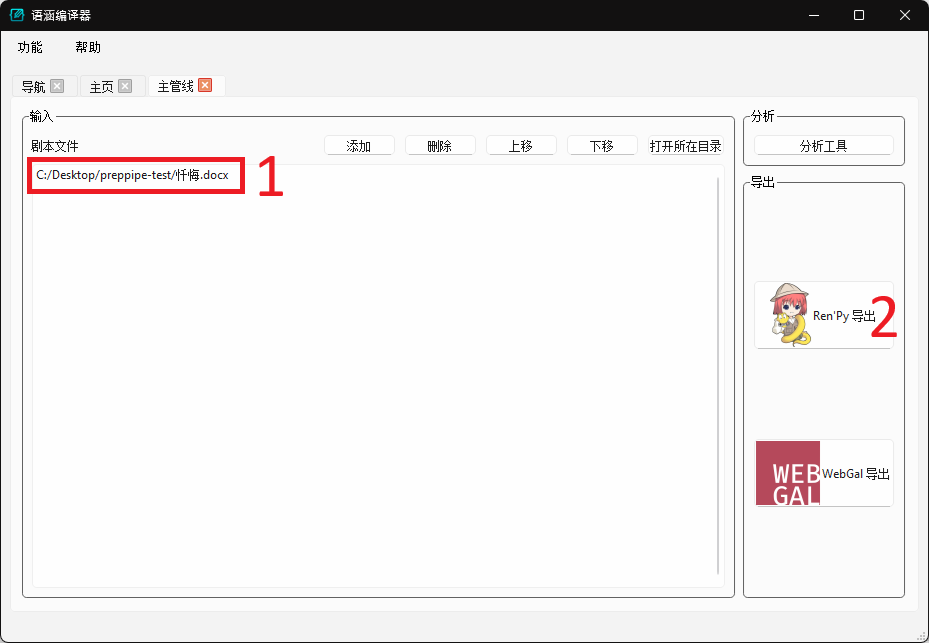 语涵编译器
功能 帮助
导航 主页 主管线
输入
剧本文件 添加 删除 上移 下移 打开所在目录
C:/Desktop/preppipe-test/忏悔.docx 1
分析
分析工具
导出
Ren'Py 导出 2
WEB GAL WebGal 导出